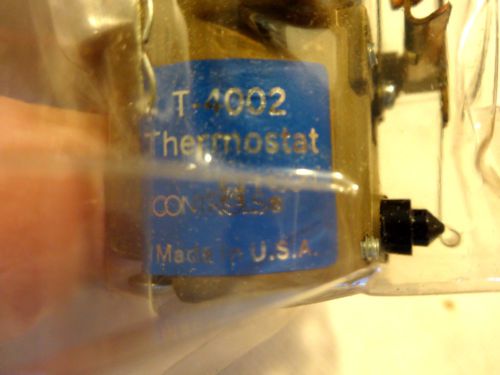 T-4002
Thermostat
CONTROLS
Made in U.S.A.